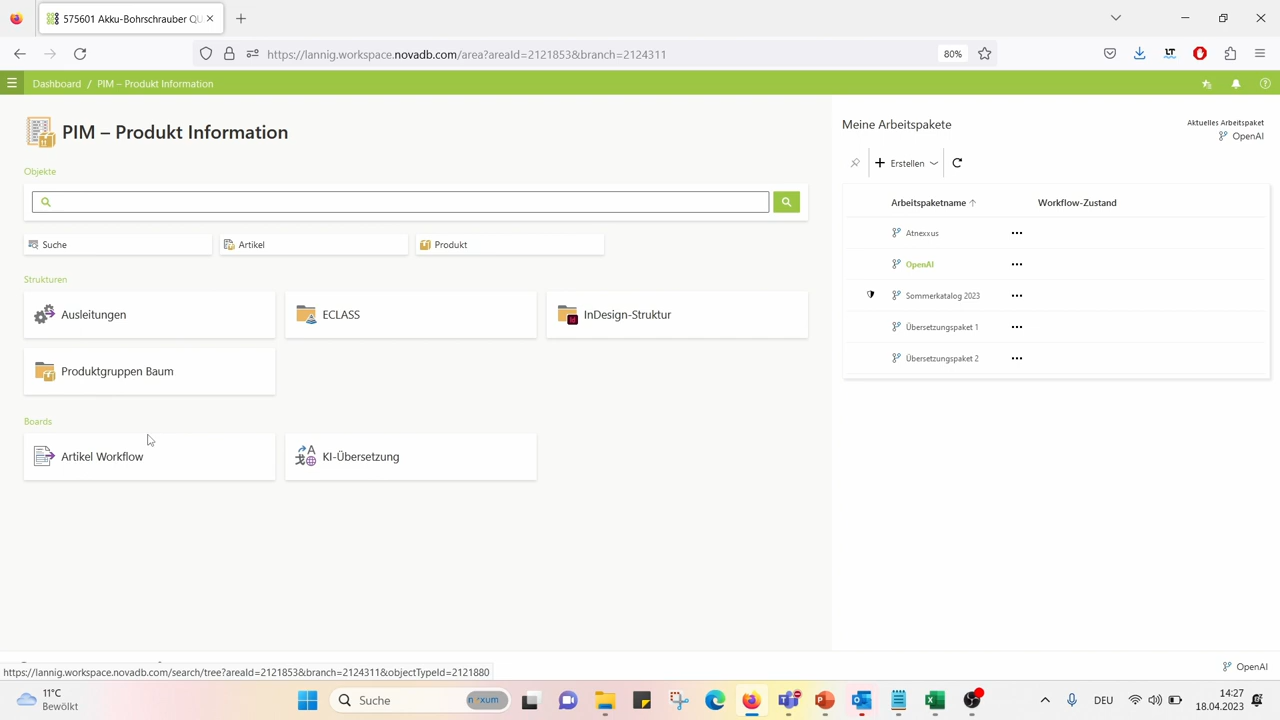 575601 Akku-Bohrschrauber QU
https://lannig.workspace.novadb.com/area?areaId=2121853&branch=2124311
80%
Dashboard / PIM – Produkt Information
PIM – Produkt Information
Objekte
Suche
Artikel
Produkt
Strukturen
Ausleitungen
ECLASS
InDesign-Struktur
Produktgruppen Baum
Boards
Artikel Workflow
KI-Übersetzung
Meine Arbeitspakete
Aktuelles Arbeitspaket
OpenAI
Erstellen
Arbeitspaketname
Workflow-Zustand
Atnexxus
OpenAI
Sommerkatalog 2023
Übersetzungspaket 1
Übersetzungspaket 2
https://lannig.workspace.novadb.com/search/tree?areaId=2121853&branch=2124311&objectTypeId=2121880
OpenAI
11°C
Bewölkt
Suche
DEU
14:27
18.04.2023